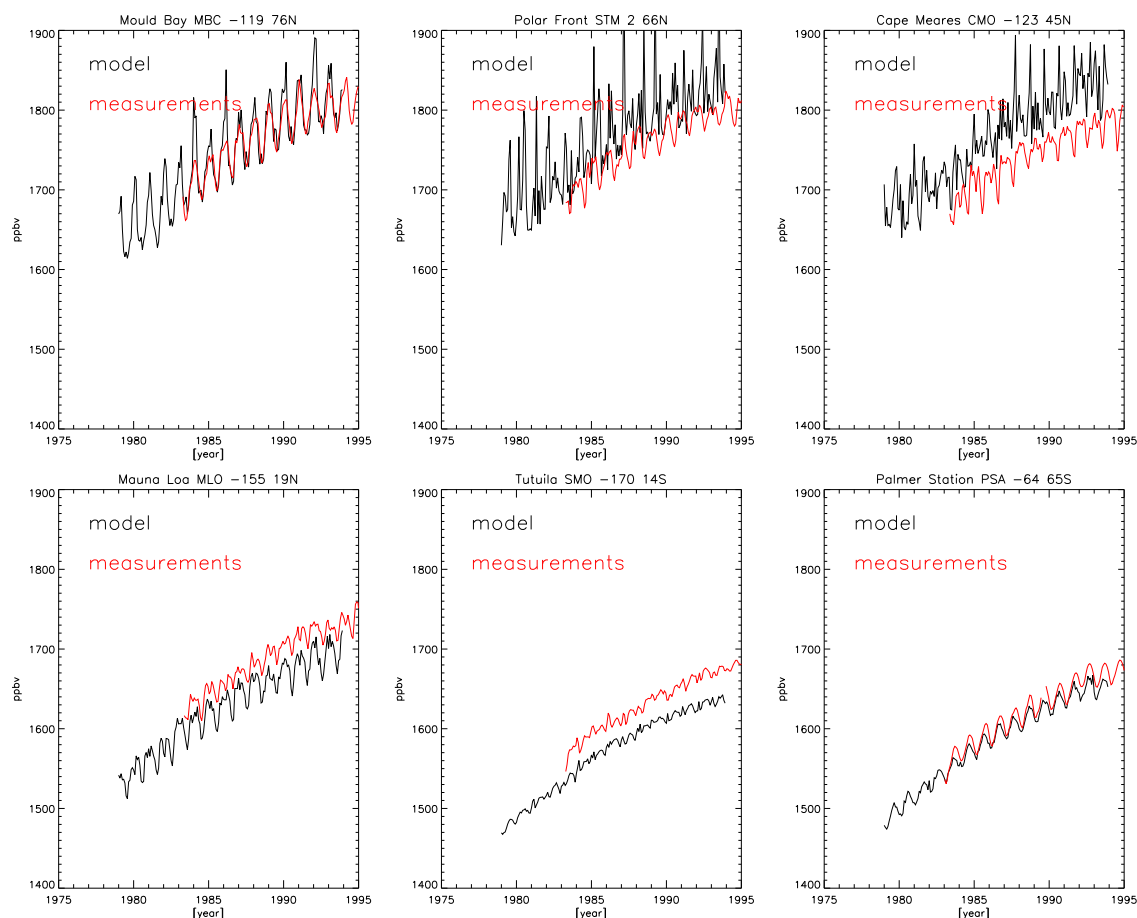 Mould Bay MBC −119 76N
Polar Front STM 2 66N
Cape Meares CMO −123 45N
1900
1800
1700
1600
1500
1400
ppbv
model
measurements
1975 1980 1985 1990 1995
[year]
1900
1800
1700
1600
1500
1400
ppbv
model
measurements
1975 1980 1985 1990 1995
[year]
1900
1800
1700
1600
1500
1400
ppbv
model
measurements
1975 1980 1985 1990 1995
[year]
Mauna Loa MLO −155 19N
Tutuila SMO −170 14S
Palmer Station PSA −64 65S
1900
1800
1700
1600
1500
1400
ppbv
model
measurements
1975 1980 1985 1990 1995
[year]
1900
1800
1700
1600
1500
1400
ppbv
model
measurements
1975 1980 1985 1990 1995
[year]
1900
1800
1700
1600
1500
1400
ppbv
model
measurements
1975 1980 1985 1990 1995
[year]